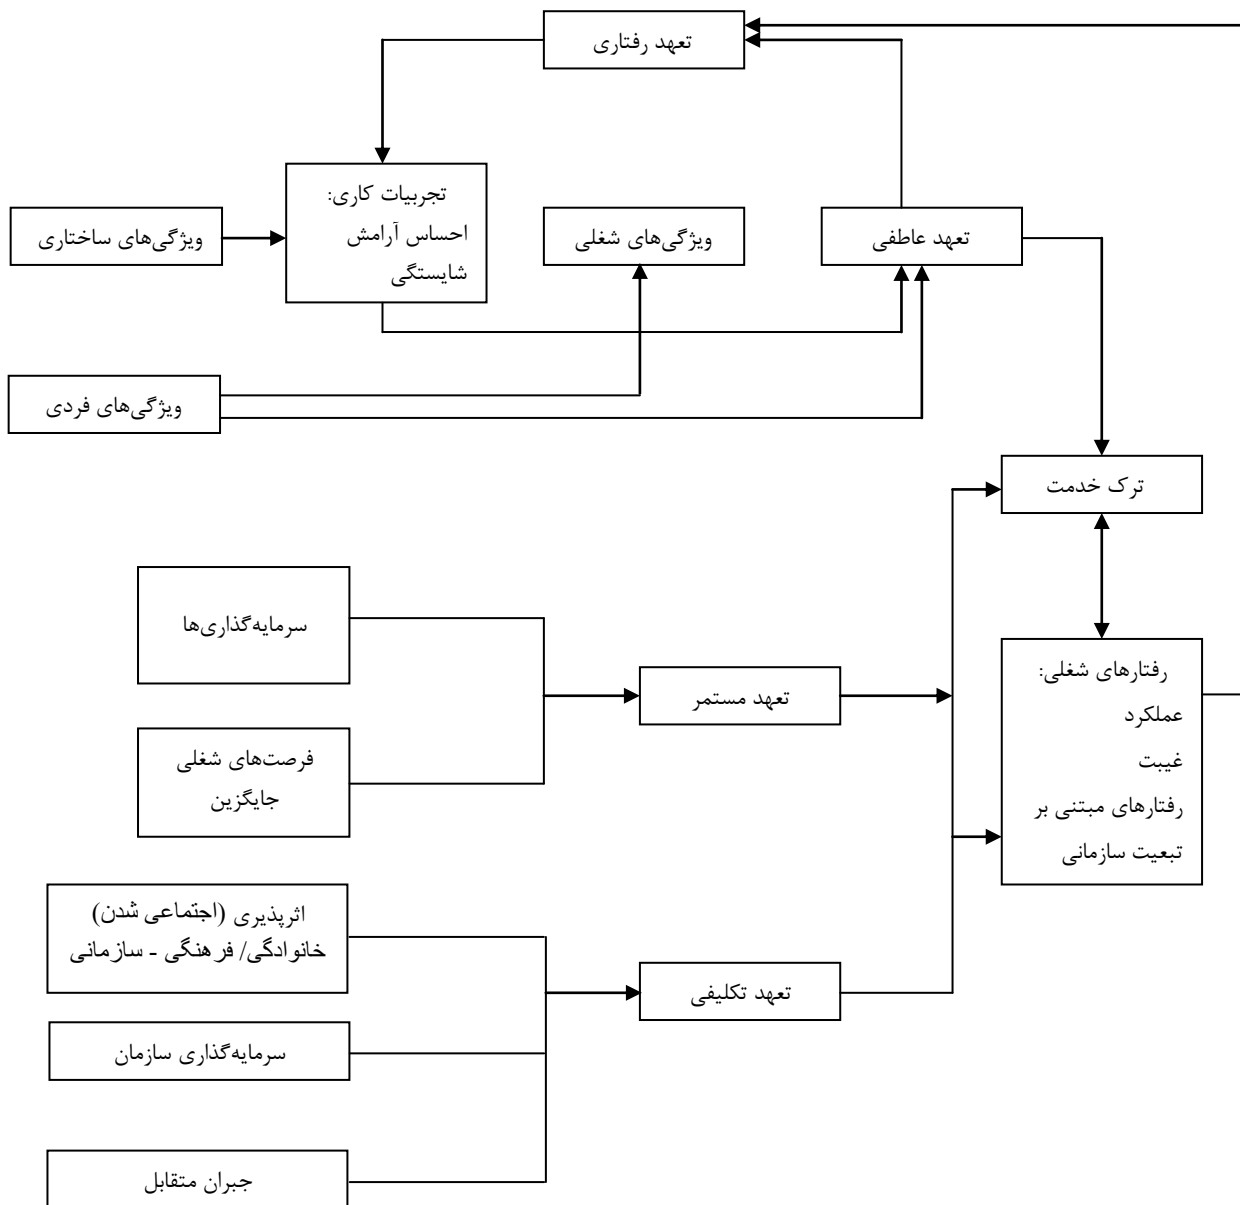 تعهد رفتاری
تجربیات کاری:
احساس آرامش
شایستگی
ویژگی‌های ساختاری
ویژگی‌های شغلی
تعهد عاطفی
ویژگی‌های فردی
ترک خدمت
سرمایه‌گذاری‌ها
تعهد مستمر
رفتارهای شغلی:
عملکرد
غیبت
رفتارهای مبتنی بر
تبعیت سازمانی
فرصت‌های شغلی
جایگزین
اثرپذیری (اجتماعی شدن)
خانوادگی/ فرهنگی - سازمانی
تعهد تکلیفی
سرمایه‌گذاری سازمان
جبران متقابل